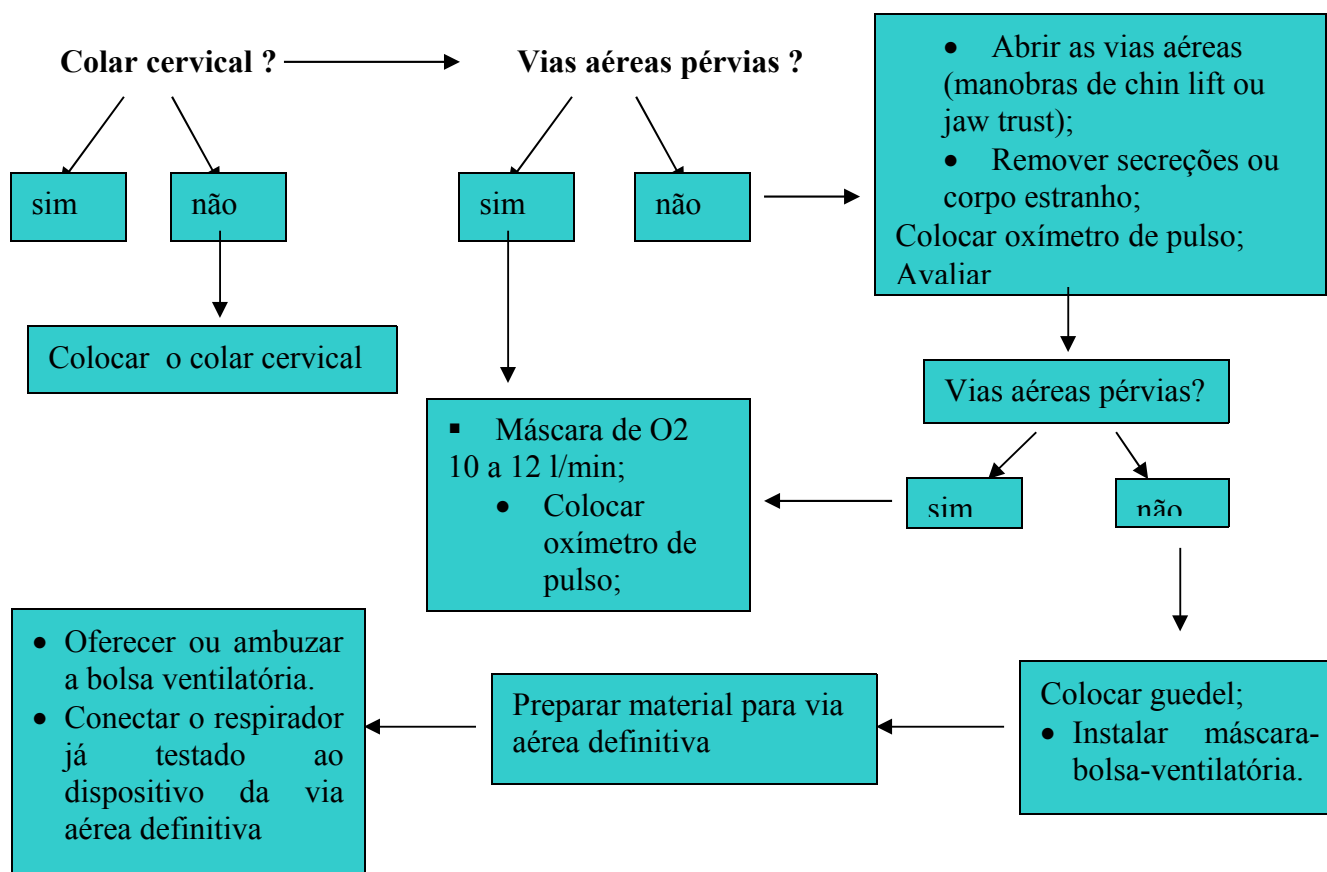 Colar cervical ?
Vias aéreas pérvias ?
• Abrir as vias aéreas
(manobras de chin lift ou
jaw trust);
• Remover secreções ou
corpo estranho;
Colocar oxímetro de pulso;
Avaliar
sim
não
sim
não
Colocar o colar cervical
Vias aéreas pérvias?
▪ Máscara de O2
10 a 12 l/min;
• Colocar
oxímetro de
pulso;
sim
não
• Oferecer ou ambuzar
a bolsa ventilatória.
• Conectar o respirador
já testado ao
dispositivo da via
aérea definitiva
Preparar material para via
aérea definitiva
Colocar guedel;
• Instalar máscara-
bolsa-ventilatória.